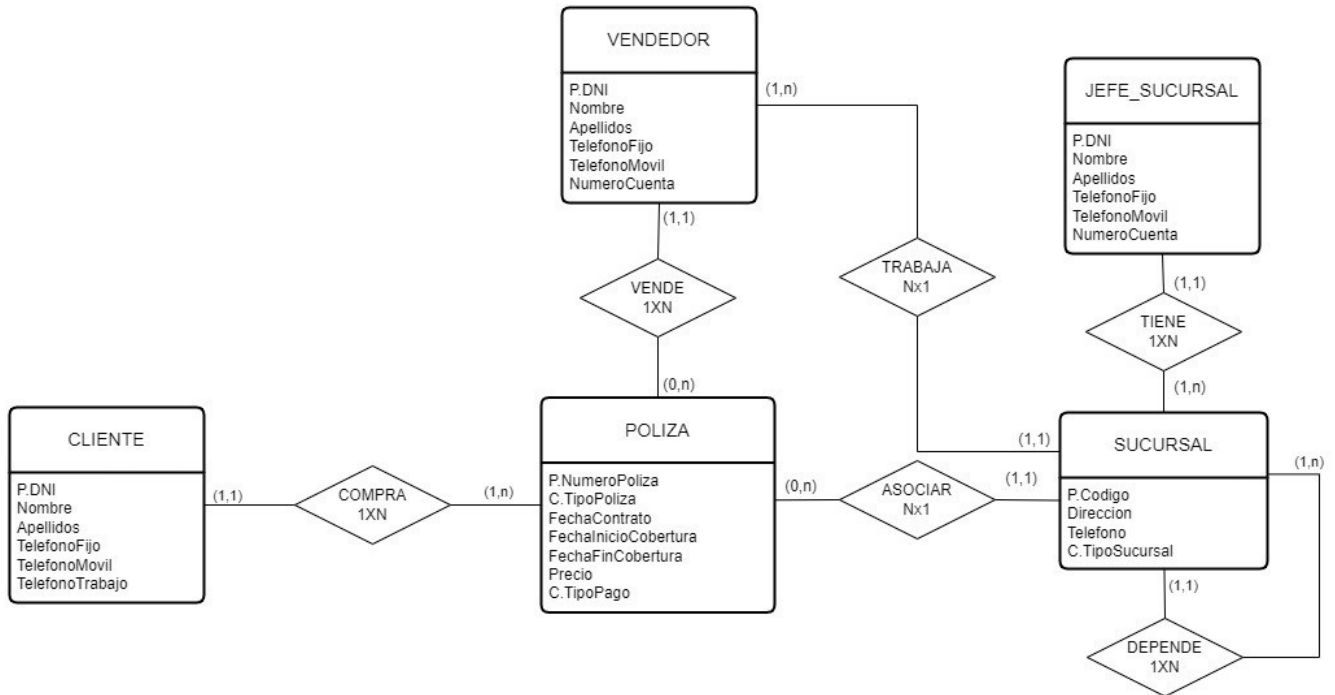 VENDEDOR
P.DNI
Nombre
Apellidos
TelefonoFijo
TelefonoMovil
NumeroCuenta
(1,n)
(1,1)
JEFE_SUCURSAL
P.DNI
Nombre
Apellidos
TelefonoFijo
TelefonoMovil
NumeroCuenta
(1,1)
VENDE
1XN
TRABAJA
Nx1
TIENE
1XN
(0,n)
(1,n)
CLIENTE
P.DNI
Nombre
Apellidos
TelefonoFijo
TelefonoMovil
TelefonoTrabajo
(1,1)
COMPRA
1XN
(1,n)
POLIZA
P.NumeroPoliza
C.TipoPoliza
FechaContrato
FechaInicioCobertura
FechaFinCobertura
Precio
C.TipoPago
(0,n)
ASOCIAR
Nx1
(1,1)
(1,1)
SUCURSAL
P.Codigo
Direccion
Telefono
C.TipoSucursal
(1,n)
(1,1)
DEPENDE
1XN